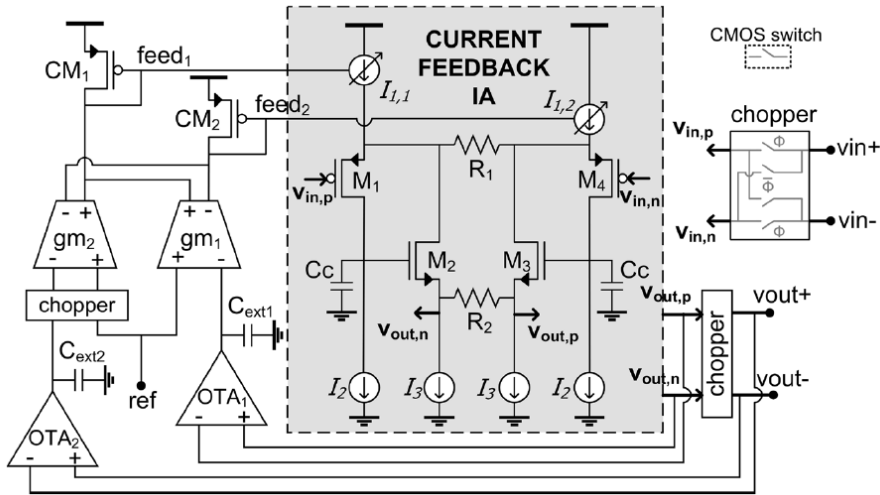 CURRENT
FEEDBACK
IA
CMOS switch
CM1
feed1
I1,1
CM2
feed2
I1,2
chopper
vin,p
Φ
vin+
Φ
vin,n
Φ
vin-
R1
M1
M4
vin,p
vin,n
- +
+ -
gm2
gm1
- +
+ -
M2
M3
Cc
Cc
R2
vout,n
vout,p
chopper
Cext1
Cext2
ref
vout,p
vout+
chopper
vout,n
vout-
I2
I3
I3
I2
OTA1
- +
OTA2
- +